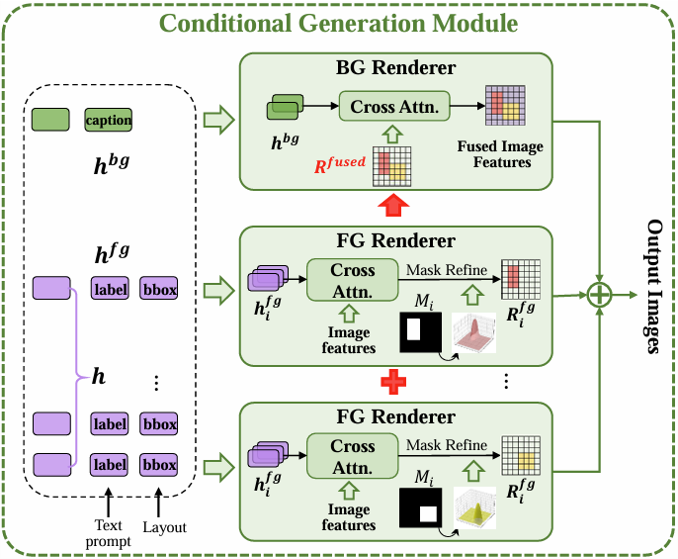 Conditional Generation Module
BG Renderer
caption
h^{bg}
h^{bg}
Cross Attn.
R^{fused}
Fused Image
Features
h^{fg}
label
bbox
h
...
label
bbox
label
bbox
Text
prompt
Layout
FG Renderer
h_i^{fg}
Cross
Attn.
Mask Refine
Image
features
M_i
R_i^{fg}
...
FG Renderer
h_i^{fg}
Cross
Attn.
Mask Refine
Image
features
M_i
R_i^{fg}
Output Images